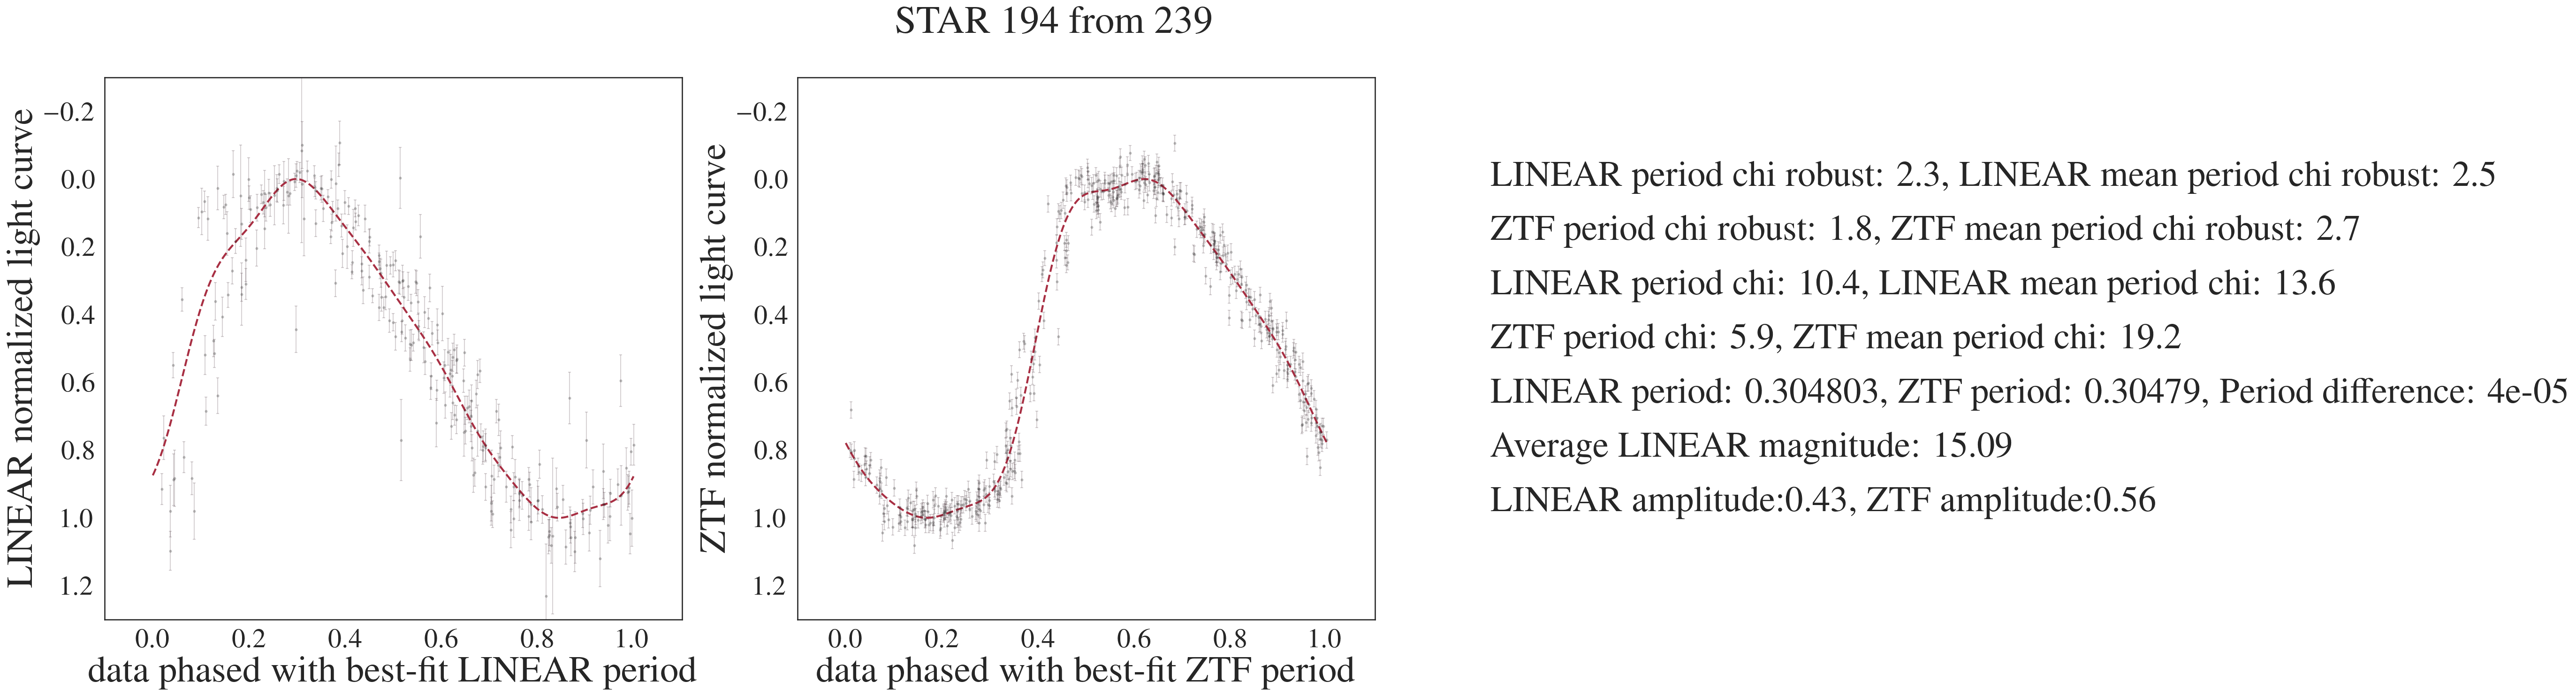 STAR 194 from 239
LINEAR normalized light curve
−0.2
0.0
0.2
0.4
0.6
0.8
1.0
1.2
0.0 0.2 0.4 0.6 0.8 1.0
data phased with best-fit LINEAR period
ZTF normalized light curve
−0.2
0.0
0.2
0.4
0.6
0.8
1.0
1.2
0.0 0.2 0.4 0.6 0.8 1.0
data phased with best-fit ZTF period
LINEAR period chi robust: 2.3, LINEAR mean period chi robust: 2.5
ZTF period chi robust: 1.8, ZTF mean period chi robust: 2.7
LINEAR period chi: 10.4, LINEAR mean period chi: 13.6
ZTF period chi: 5.9, ZTF mean period chi: 19.2
LINEAR period: 0.304803, ZTF period: 0.30479, Period difference: 4e-05
Average LINEAR magnitude: 15.09
LINEAR amplitude:0.43, ZTF amplitude:0.56